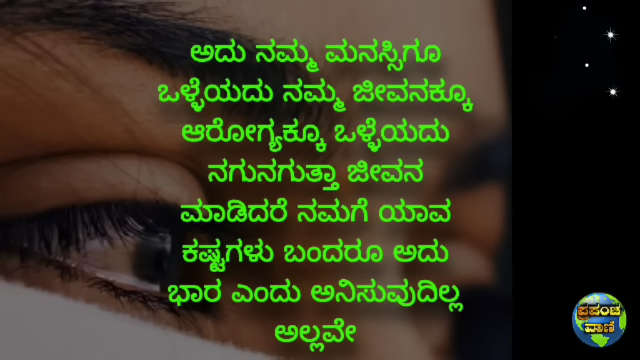 ಅದು ನಮ್ಮ ಮನಸ್ಸಿಗೂ
ಒಳ್ಳೆಯದು ನಮ್ಮ ಜೀವನಕ್ಕೂ
ಆರೋಗ್ಯಕ್ಕೂ ಒಳ್ಳೆಯದು
ನಗುನಗುತ್ತಾ ಜೀವನ
ಮಾಡಿದರೆ ನಮಗೆ ಯಾವ
ಕಷ್ಟಗಳು ಬಂದರೂ ಅದು
ಭಾರ ಎಂದು ಅನಿಸುವುದಿಲ್ಲ
ಅಲ್ಲವೇ
ಪ್ರಪಂಚ
ವಾಣಿ